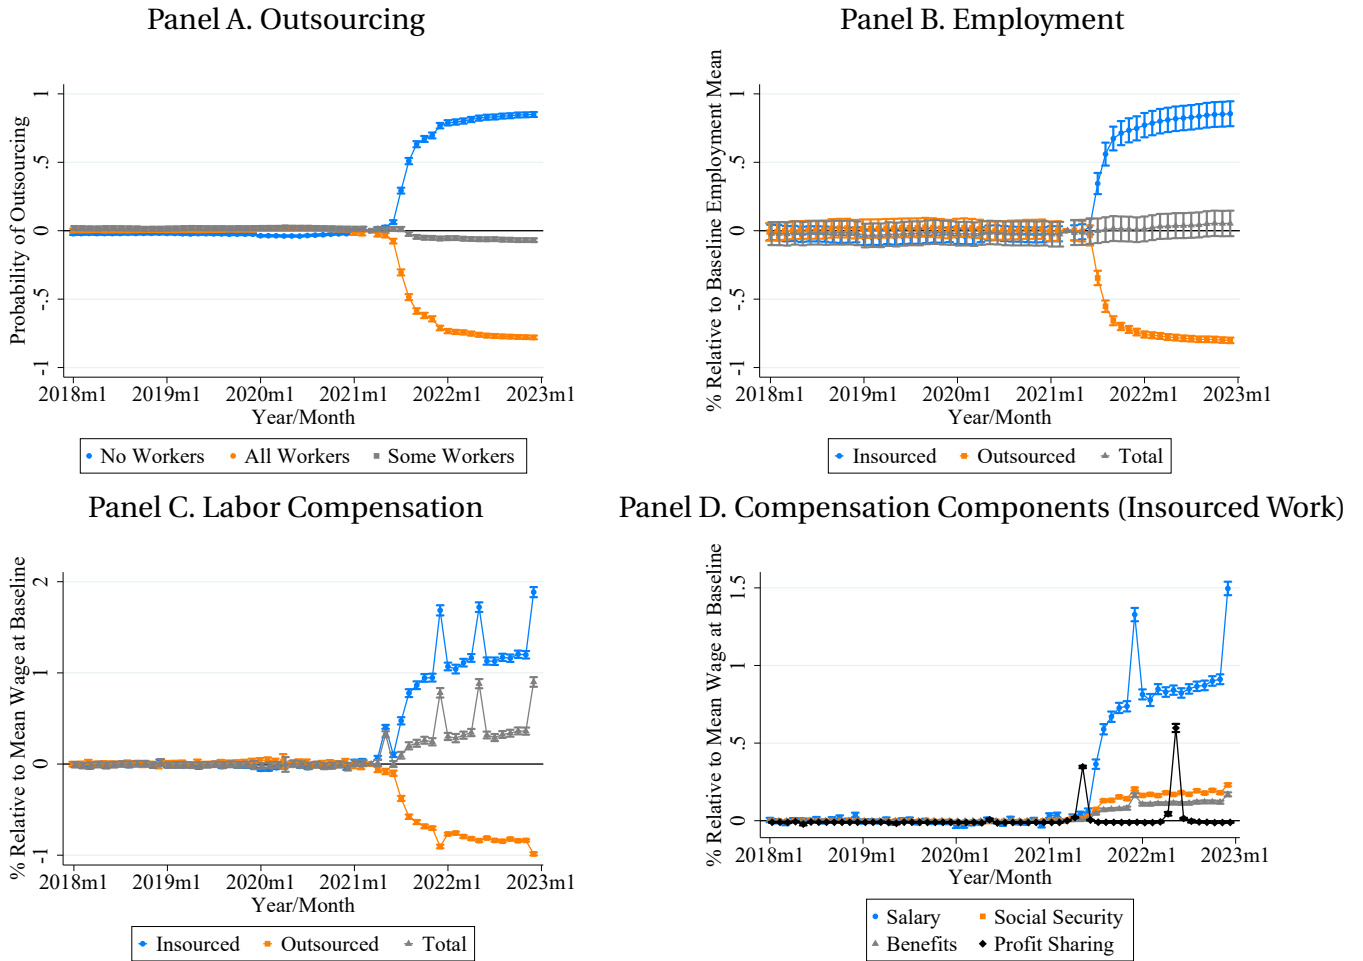 Panel A. Outsourcing
Probability of Outsourcing
1
.5
0
-.5
-1
2018m1 2019m1 2020m1 2021m1 2022m1 2023m1
Year/Month
No Workers All Workers Some Workers
Panel B. Employment
% Relative to Baseline Employment Mean
1
.5
0
-.5
-1
2018m1 2019m1 2020m1 2021m1 2022m1 2023m1
Year/Month
Insourced Outsourced Total
Panel C. Labor Compensation
% Relative to Mean Wage at Baseline
2
1
0
-1
2018m1 2019m1 2020m1 2021m1 2022m1 2023m1
Year/Month
Insourced Outsourced Total
Panel D. Compensation Components (Insourced Work)
% Relative to Mean Wage at Baseline
1.5
1
.5
0
2018m1 2019m1 2020m1 2021m1 2022m1 2023m1
Year/Month
Salary Social Security
Benefits Profit Sharing